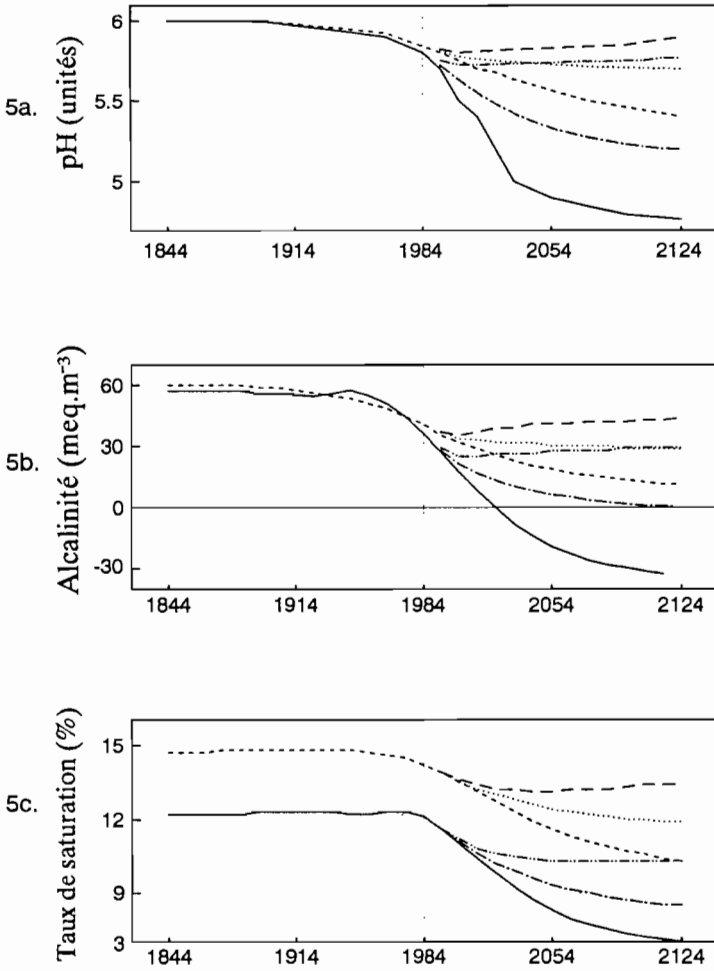 5a.
pH (unités)
6
5.5
5
1844 1914 1984 2054 2124
5b.
Alcalinité (meq.m⁻³)
60
30
0
-30
1844 1914 1984 2054 2124
5c.
Taux de saturation (%)
15
12
9
3
1844 1914 1984 2054 2124